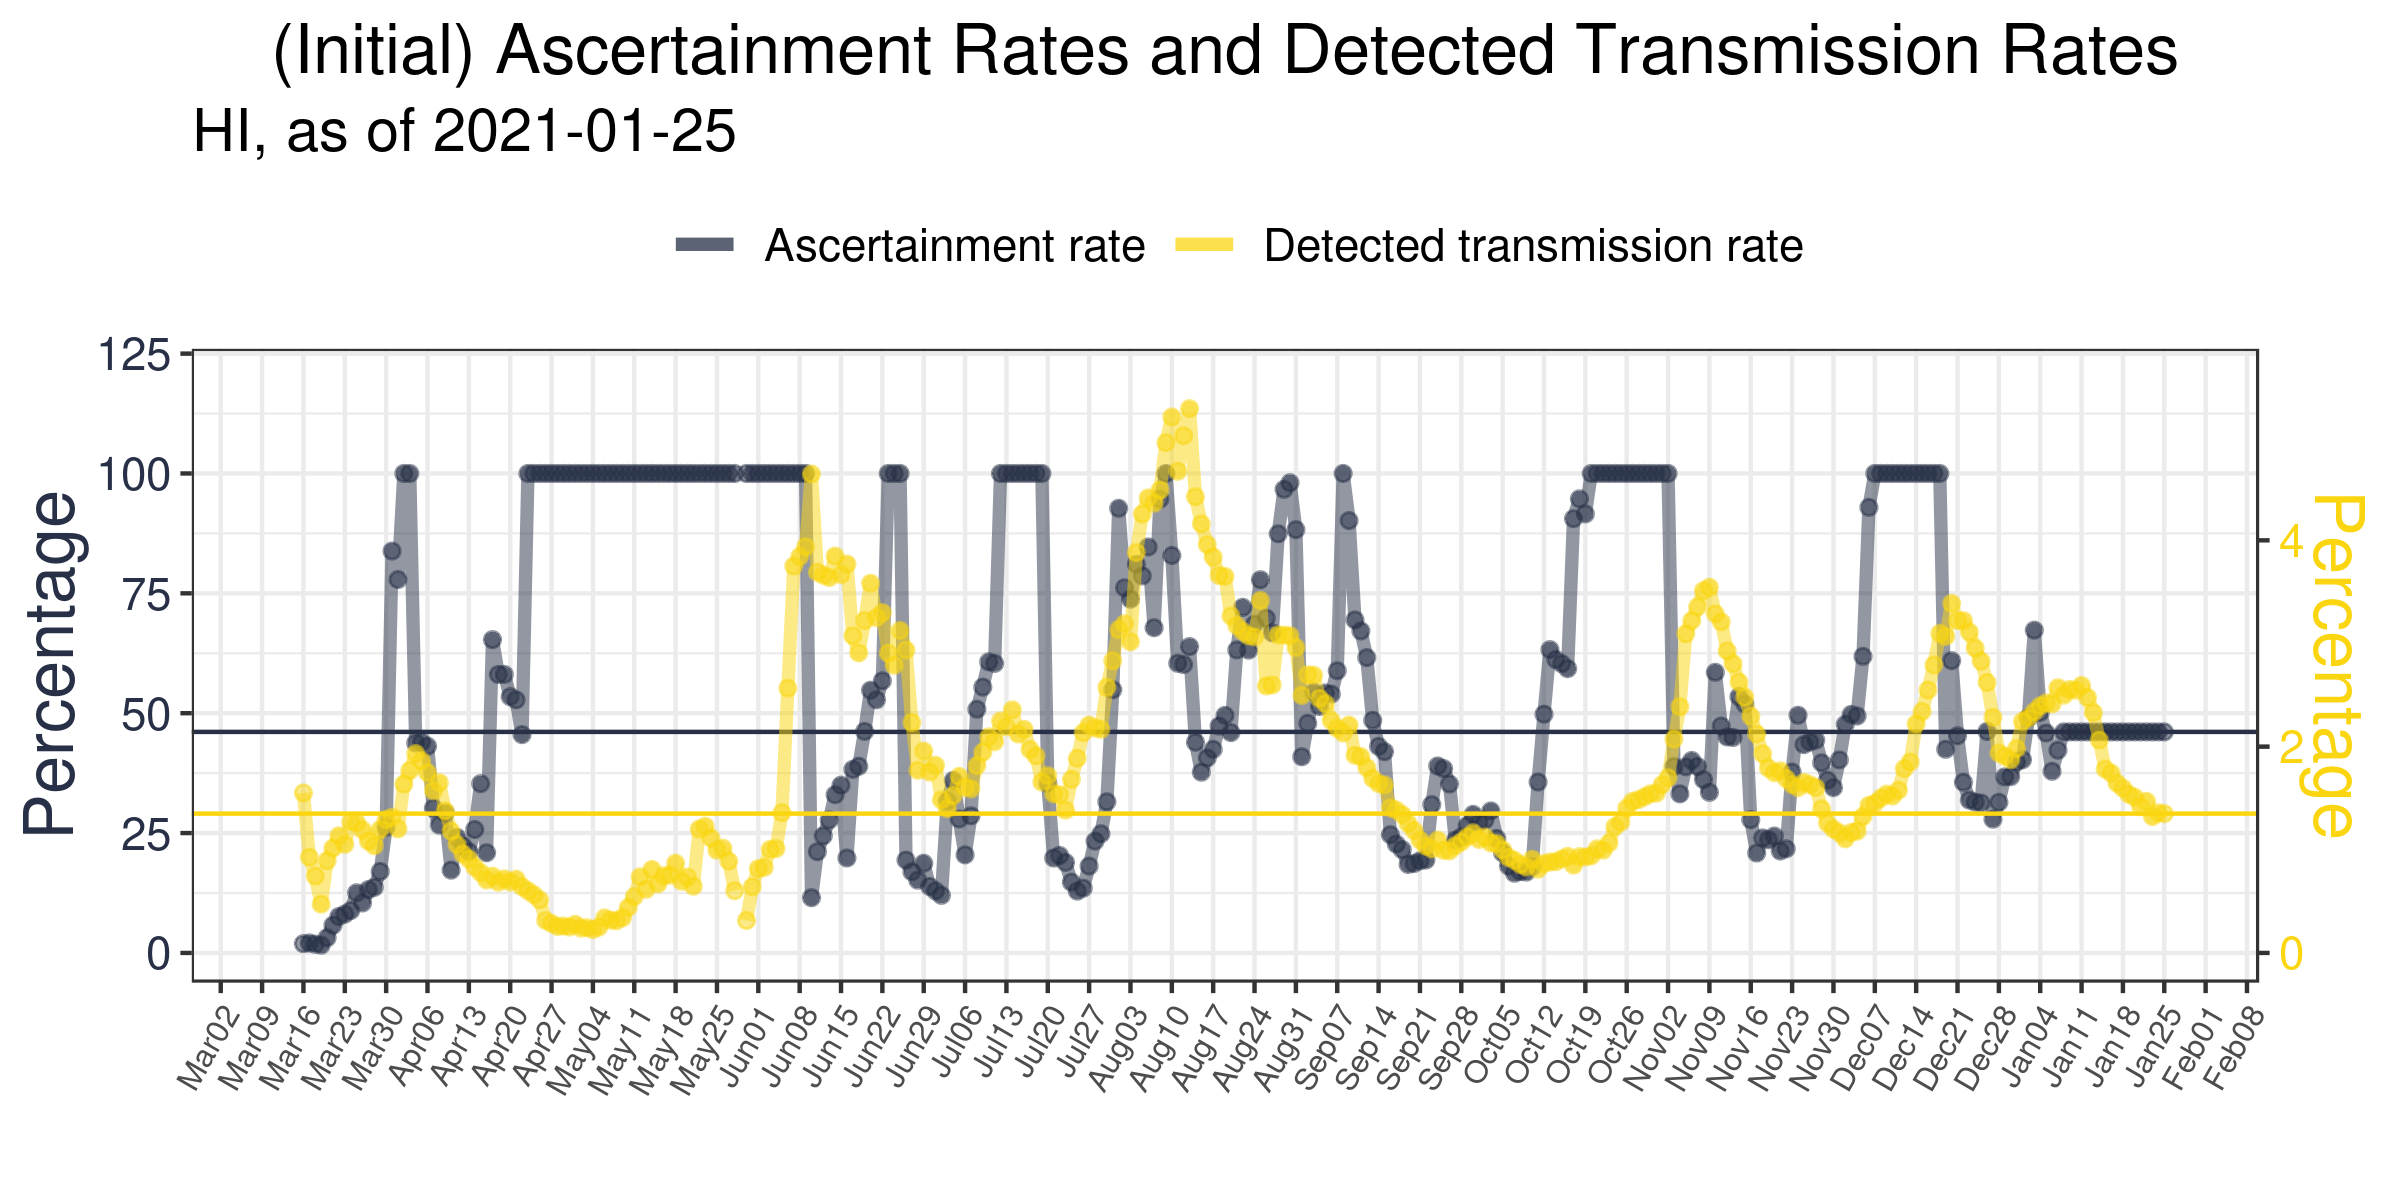 (Initial) Ascertainment Rates and Detected Transmission Rates
HI, as of 2021-01-25
Ascertainment rate Detected transmission rate
125
100
75
50
25
0
Percentage
4
2
0
Percentage
Mar02 Mar09 Mar16 Mar23 Mar30 Apr06 Apr13 Apr20 Apr27 May04 May11 May18 May25 Jun01 Jun08 Jun15 Jun22 Jun29 Jul06 Jul13 Jul20 Jul27 Aug03 Aug10 Aug17 Aug24 Aug31 Sep07 Sep14 Sep21 Sep28 Oct05 Oct12 Oct19 Oct26 Nov02 Nov09 Nov16 Nov23 Nov30 Dec07 Dec14 Dec21 Dec28 Jan04 Jan11 Jan18 Jan25 Feb01 Feb08